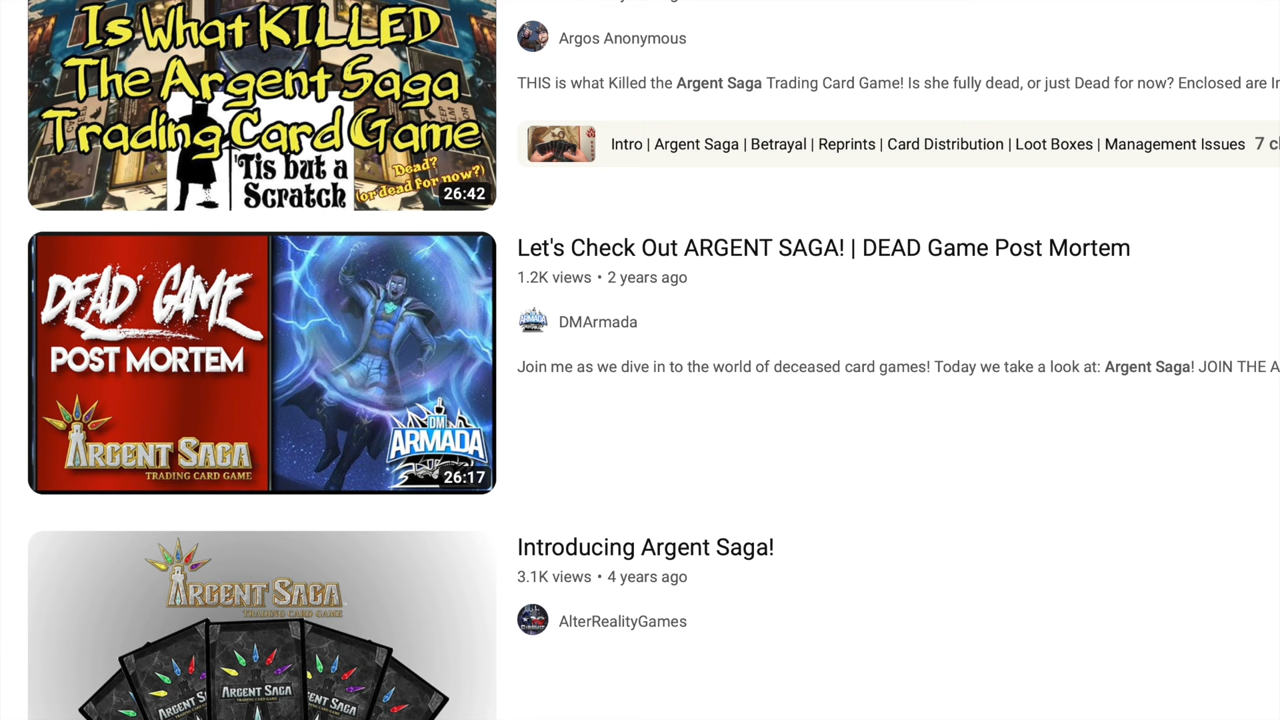 Is What KILLED
The Argent Saga
Trading Card Game
'Tis but a
Scratch
Dead?
(or dead for now?)
26:42
Argos Anonymous
THIS is what Killed the Argent Saga Trading Card Game! Is she fully dead, or just Dead for now? Enclosed are
Intro | Argent Saga | Betrayal | Reprints | Card Distribution | Loot Boxes | Management Issues 7
DEAD GAME
POST MORTEM
ARGENT SAGA
TRADING CARD GAME
DM
ARMADA
26:17
Let's Check Out ARGENT SAGA! | DEAD Game Post Mortem
1.2K views • 2 years ago
DMArmada
Join me as we dive in to the world of deceased card games! Today we take a look at: Argent Saga! JOIN THE A
ARGENT SAGA
TRADING CARD GAME
ARGENT SAGA
Introducing Argent Saga!
3.1K views • 4 years ago
AlterRealityGames